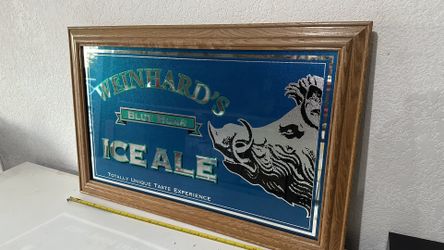 WEINHARD'S
BLUE BOAR
ICE ALE
TOTALLY UNIQUE TASTE EXPERIENCE